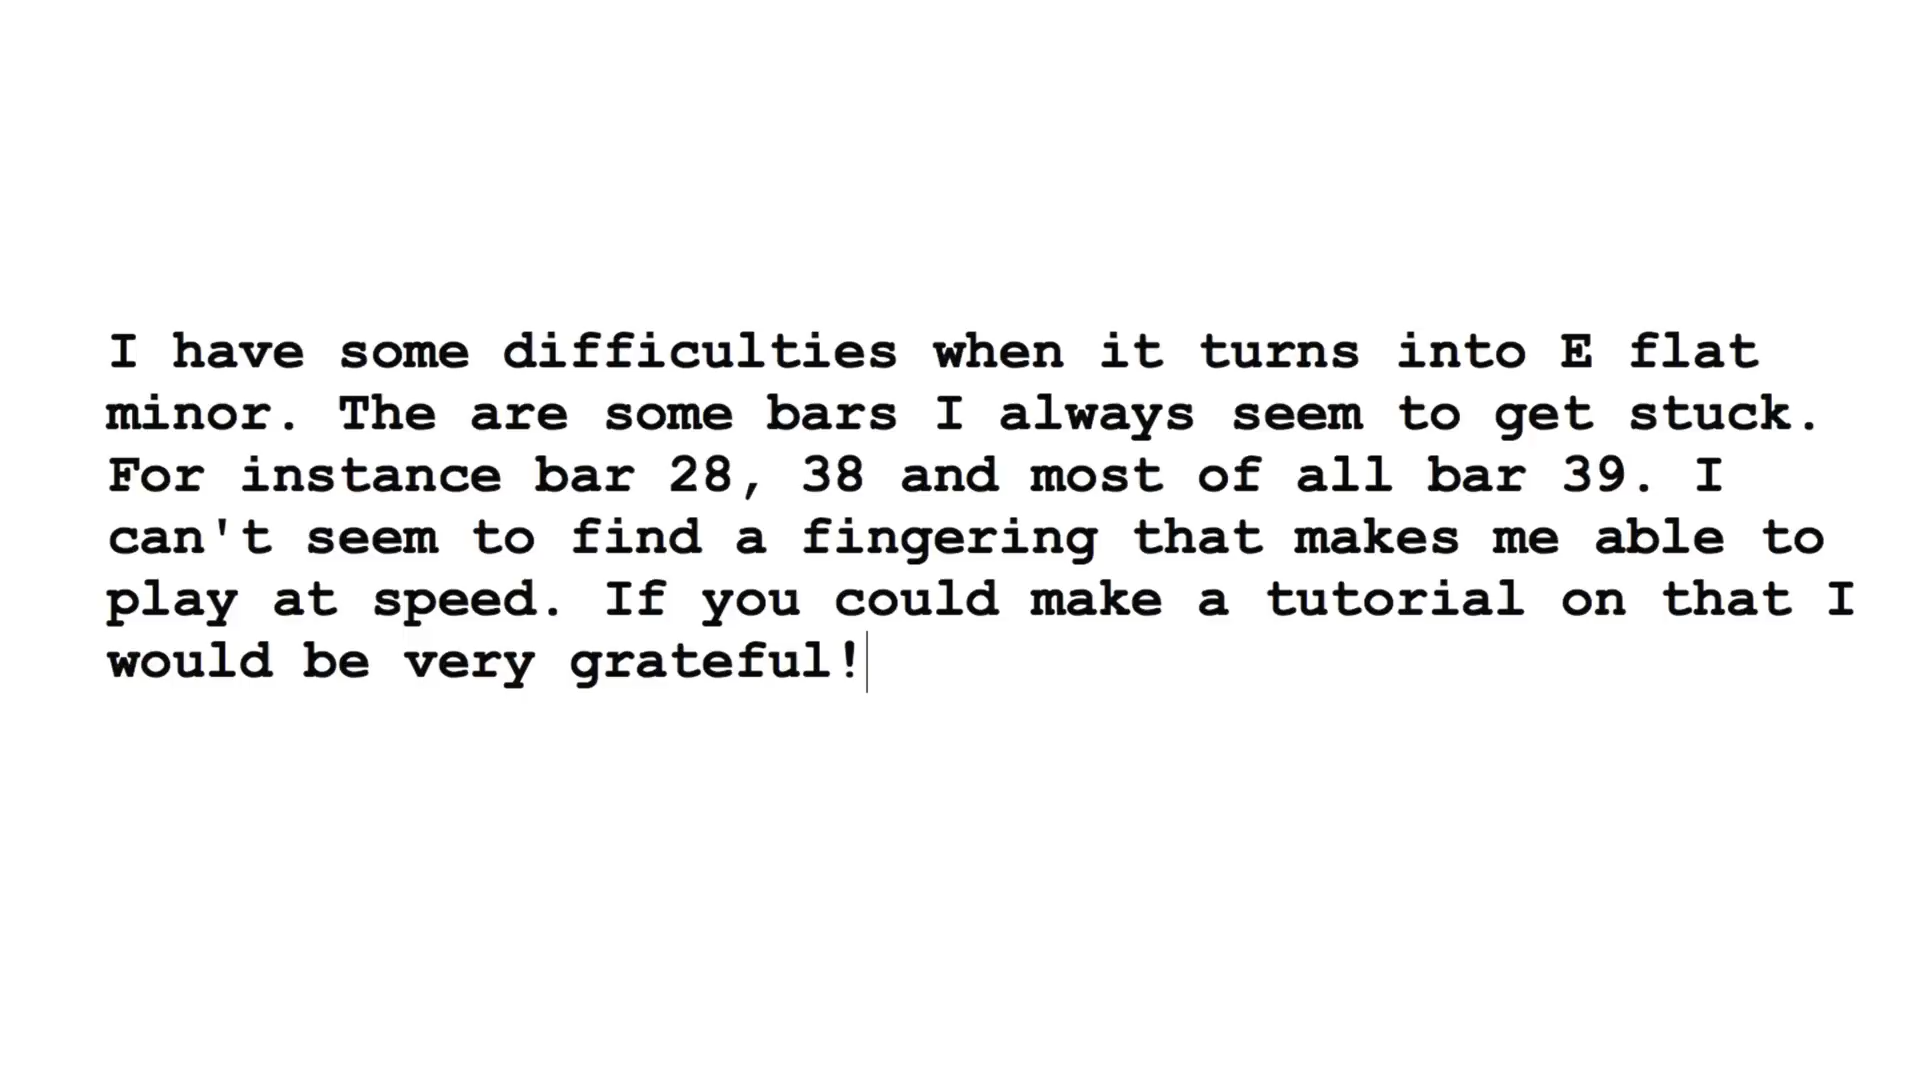 I have some difficulties when it turns into E flat
minor. The are some bars I always seem to get stuck.
For instance bar 28, 38 and most of all bar 39. I
can't seem to find a fingering that makes me able to
play at speed. If you could make a tutorial on that I
would be very grateful!